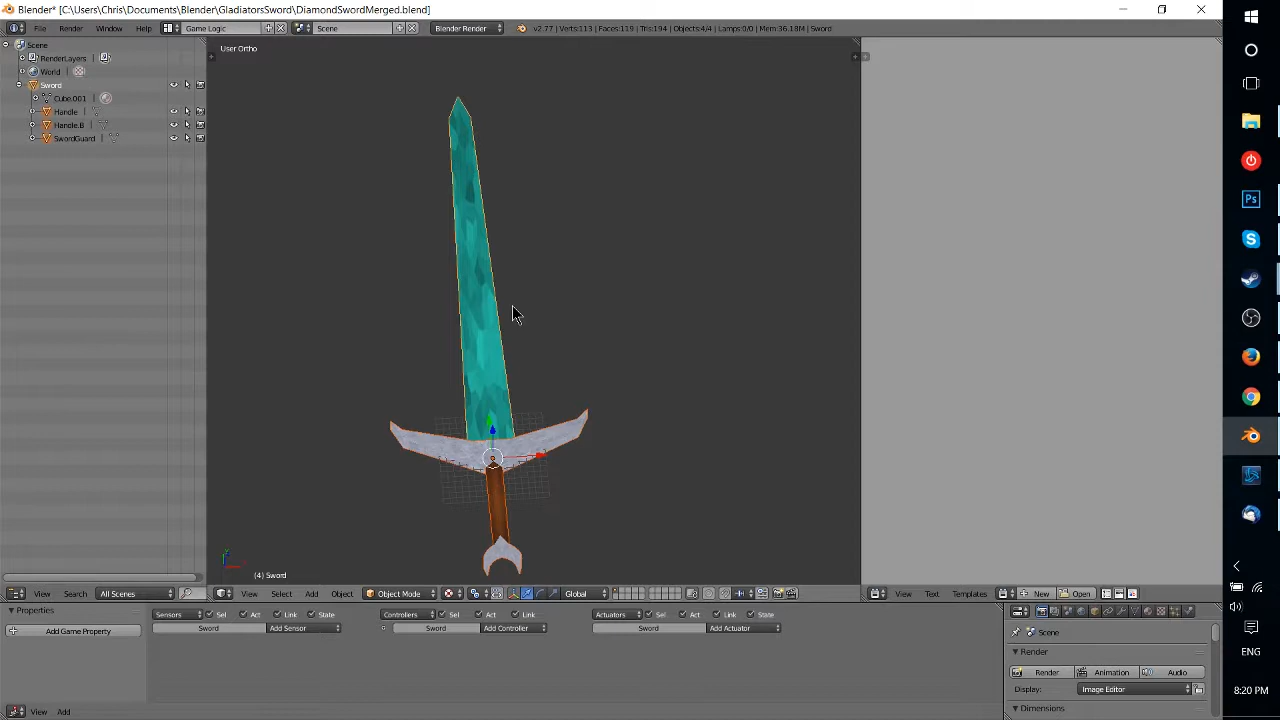 Blender* [C:\Users\Chris\Documents\Blender\GladiatorsSword\DiamondSwordMerged.blend]
File Render Window Help Game Logic Scene Blender Render v2.77 | Verts:113 | Faces:119 | Tris:194 | Objects:4/4 | Lamps:0/0 | Mem:36.18M | Sword
Scene
RenderLayers
World
Sword
Cube.001
Handle
Handle.B
SwordGuard
User Ortho
(4) Sword
View Search All Scenes
View Select Add Object Object Mode Global
View Text Templates New Open
Properties
Add Game Property
Sensors Sel Act Link State
Sword Add Sensor
Controllers Sel Act Link
Sword Add Controller
Actuators Sel Act Link State
Sword Add Actuator
Scene
Render
Render Animation Audio
Display: Image Editor
Dimensions
View Add
Ps
ENG
8:20 PM